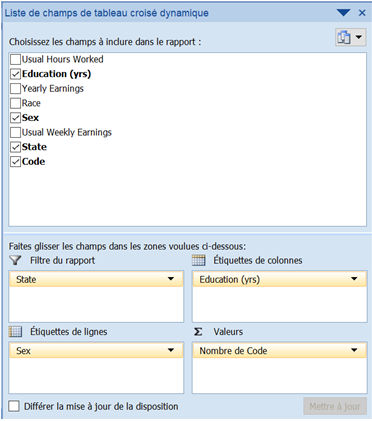 Liste de champs de tableau croisé dynamique
Choisissez les champs à inclure dans le rapport :
Usual Hours Worked
Education (yrs)
Yearly Earnings
Race
Sex
Usual Weekly Earnings
State
Code
Faites glisser les champs dans les zones voulues ci-dessous:
Filtre du rapport
Étiquettes de colonnes
State
Education (yrs)
Étiquettes de lignes
Σ Valeurs
Sex
Nombre de Code
Différer la mise à jour de la disposition
Mettre à jour